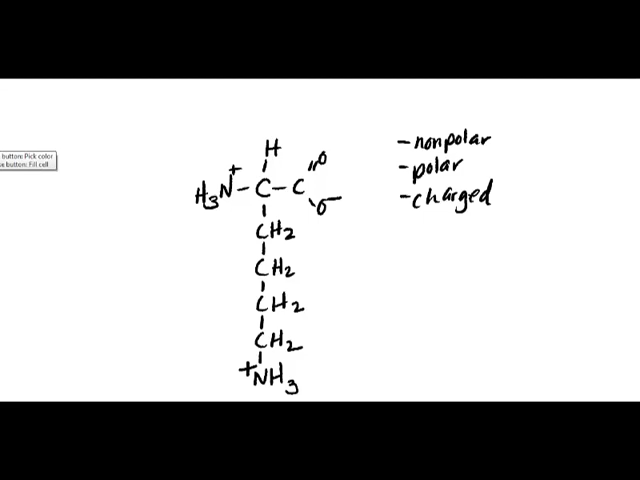 button: Pick color
e button: Fill cell
H
O
H3N+ - C - C
O-
CH2
CH2
CH2
CH2
+NH3
- nonpolar
- polar
- charged